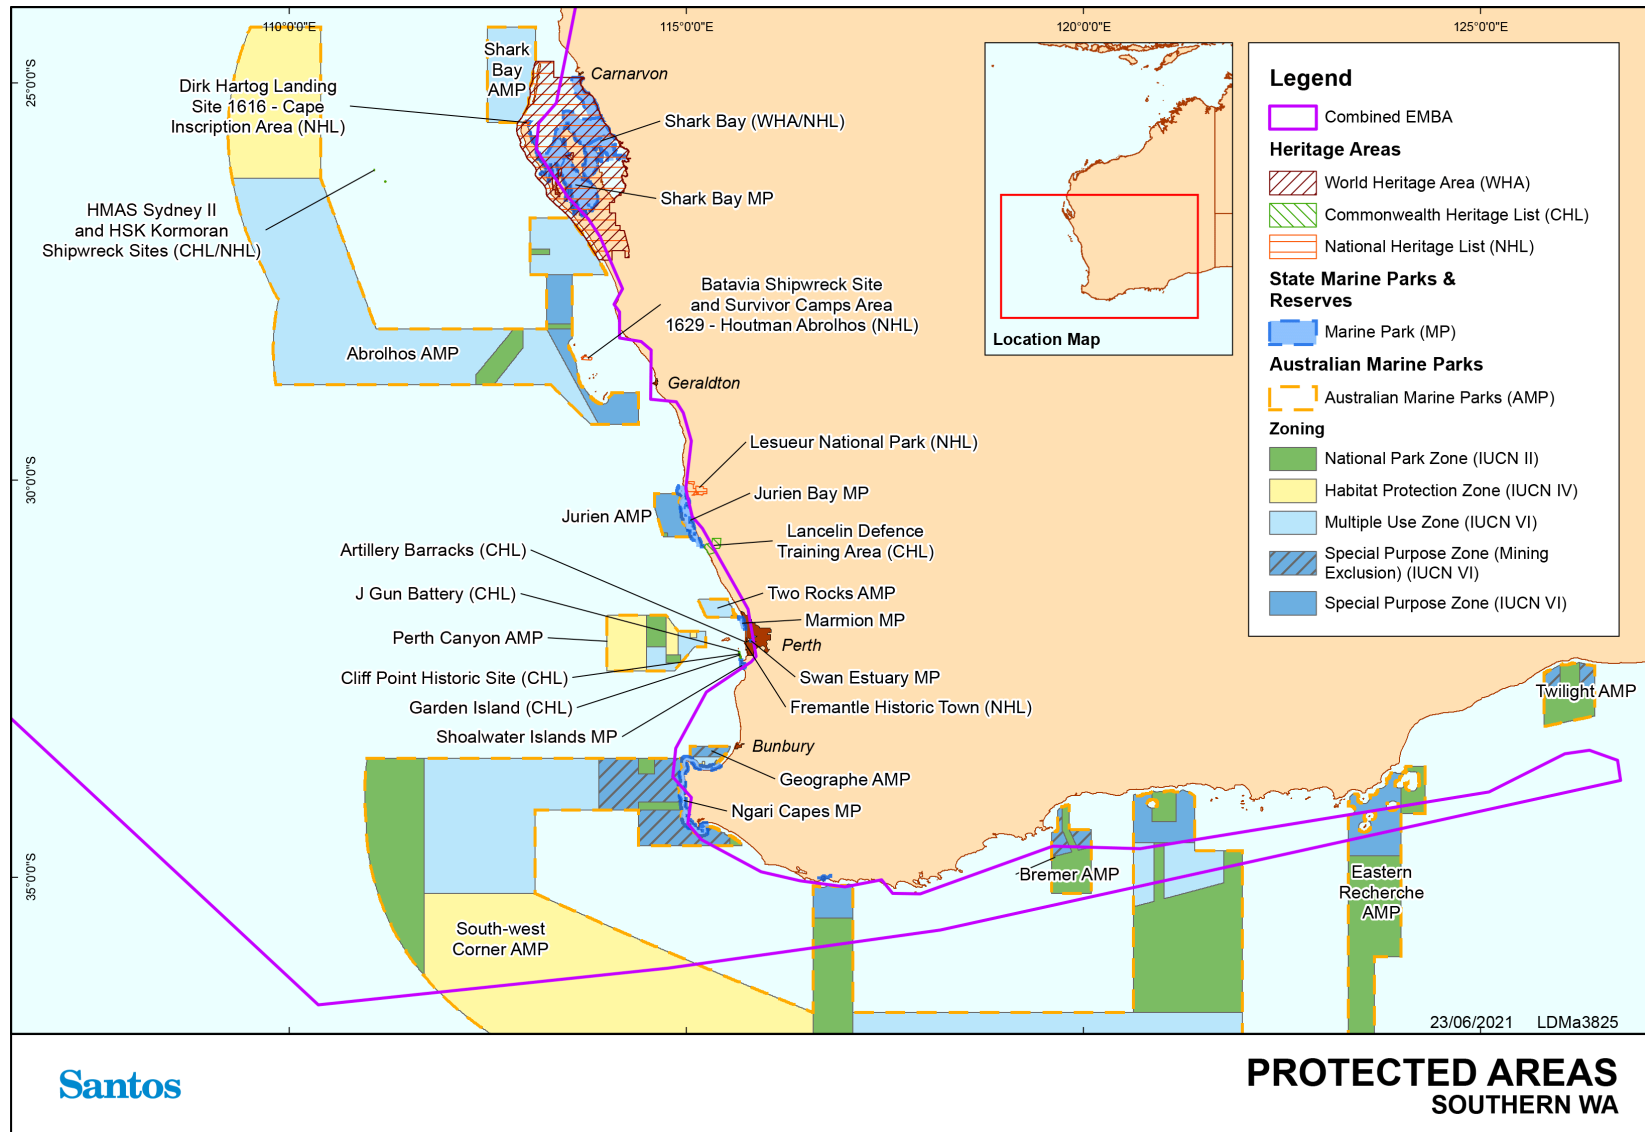 110°0'0"E
115°0'0"E
120°0'0"E
125°0'0"E
25°0'0"S
30°0'0"S
35°0'0"S
Shark
Bay
AMP
Carnarvon
Dirk Hartog Landing
Site 1616 - Cape
Inscription Area (NHL)
Shark Bay (WHA/NHL)
Shark Bay MP
HMAS Sydney II
and HSK Kormoran
Shipwreck Sites (CHL/NHL)
Batavia Shipwreck Site
and Survivor Camps Area
1629 - Houtman Abrolhos (NHL)
Abrolhos AMP
Geraldton
Lesueur National Park (NHL)
Jurien Bay MP
Jurien AMP
Lancelin Defence
Training Area (CHL)
Artillery Barracks (CHL)
J Gun Battery (CHL)
Two Rocks AMP
Marmion MP
Perth Canyon AMP
Perth
Cliff Point Historic Site (CHL)
Swan Estuary MP
Garden Island (CHL)
Fremantle Historic Town (NHL)
Shoalwater Islands MP
Bunbury
Geographe AMP
Ngari Capes MP
South-west
Corner AMP
Bremer AMP
Eastern
Recherche
AMP
Twilight AMP
Location Map
Legend
Combined EMBA
Heritage Areas
World Heritage Area (WHA)
Commonwealth Heritage List (CHL)
National Heritage List (NHL)
State Marine Parks &
Reserves
Marine Park (MP)
Australian Marine Parks
Australian Marine Parks (AMP)
Zoning
National Park Zone (IUCN II)
Habitat Protection Zone (IUCN IV)
Multiple Use Zone (IUCN VI)
Special Purpose Zone (Mining
Exclusion) (IUCN VI)
Special Purpose Zone (IUCN VI)
23/06/2021 LDMa3825
Santos
PROTECTED AREAS
SOUTHERN WA